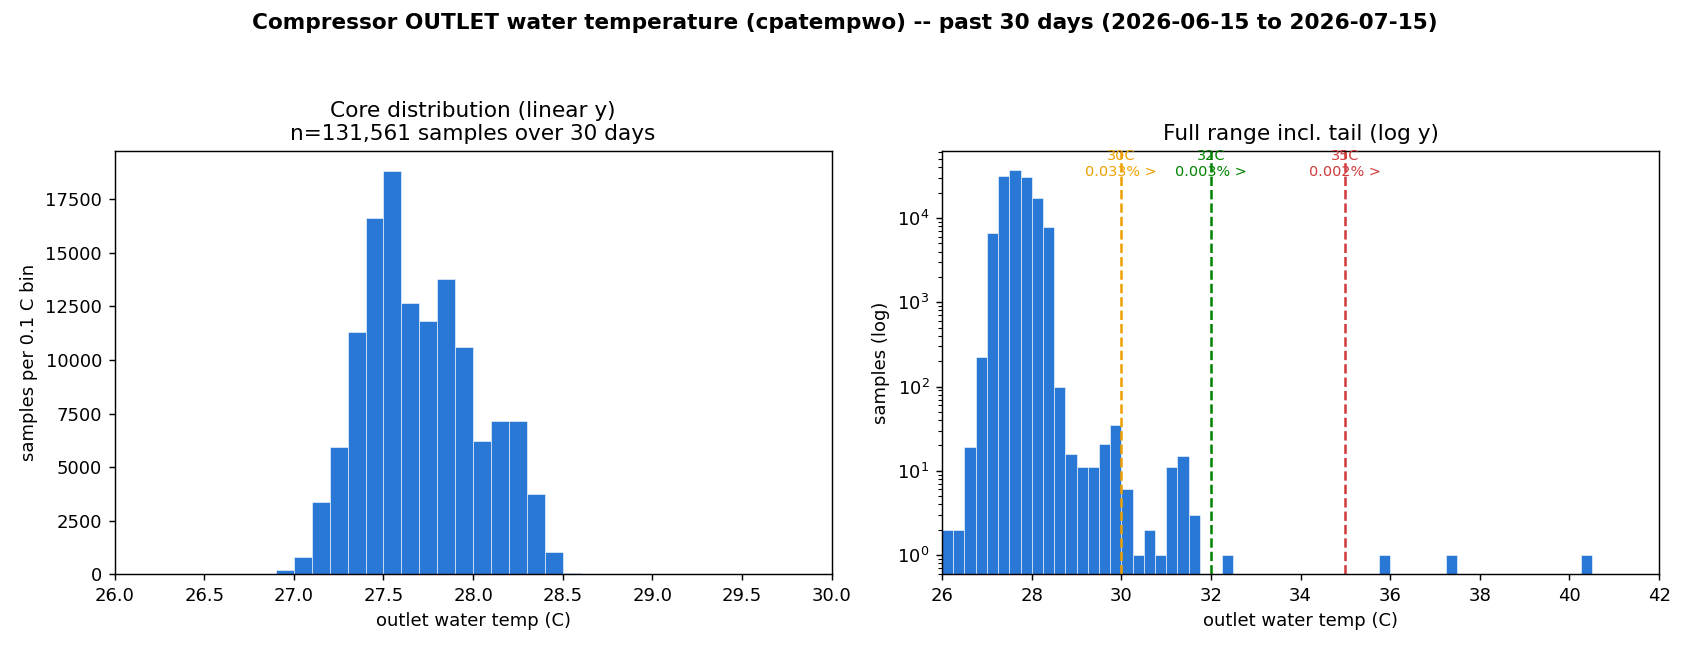 Compressor OUTLET water temperature (cpatempwo) -- past 30 days (2026-06-15 to 2026-07-15)
Core distribution (linear y)
n=131,561 samples over 30 days
samples per 0.1 C bin
17500
15000
12500
10000
7500
5000
2500
0
26.0 26.5 27.0 27.5 28.0 28.5 29.0 29.5 30.0
outlet water temp (C)
Full range incl. tail (log y)
30C
0.033% >
32C
0.003% >
35C
0.002% >
samples (log)
10⁴
10³
10²
10¹
10⁰
26 28 30 32 34 36 38 40 42
outlet water temp (C)